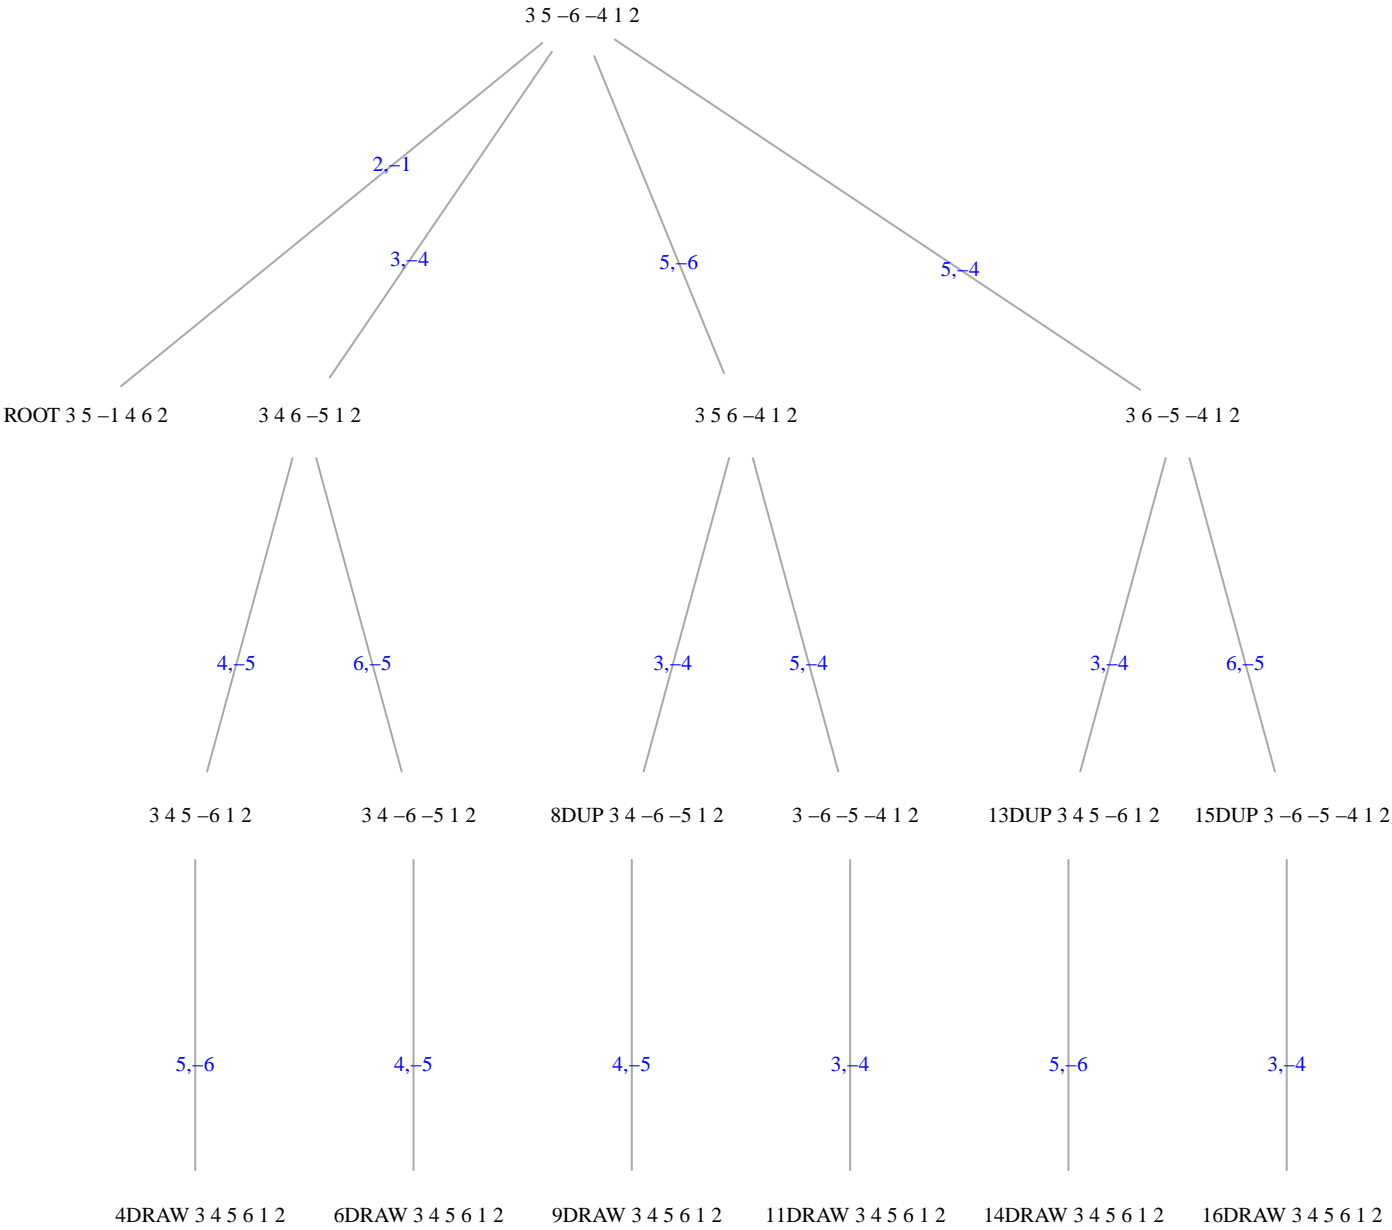 3 5 –6 –4 1 2
2,–1
3,–4
5,–6
5,–4
ROOT 3 5 –1 4 6 2
3 4 6 –5 1 2
3 5 6 –4 1 2
3 6 –5 –4 1 2
4,–5
6,–5
3,–4
5,–4
3,–4
6,–5
3 4 5 –6 1 2
3 4 –6 –5 1 2
8DUP 3 4 –6 –5 1 2
3 –6 –5 –4 1 2
13DUP 3 4 5 –6 1 2
15DUP 3 –6 –5 –4 1 2
5,–6
4,–5
4,–5
3,–4
5,–6
3,–4
4DRAW 3 4 5 6 1 2
6DRAW 3 4 5 6 1 2
9DRAW 3 4 5 6 1 2
11DRAW 3 4 5 6 1 2
14DRAW 3 4 5 6 1 2
16DRAW 3 4 5 6 1 2